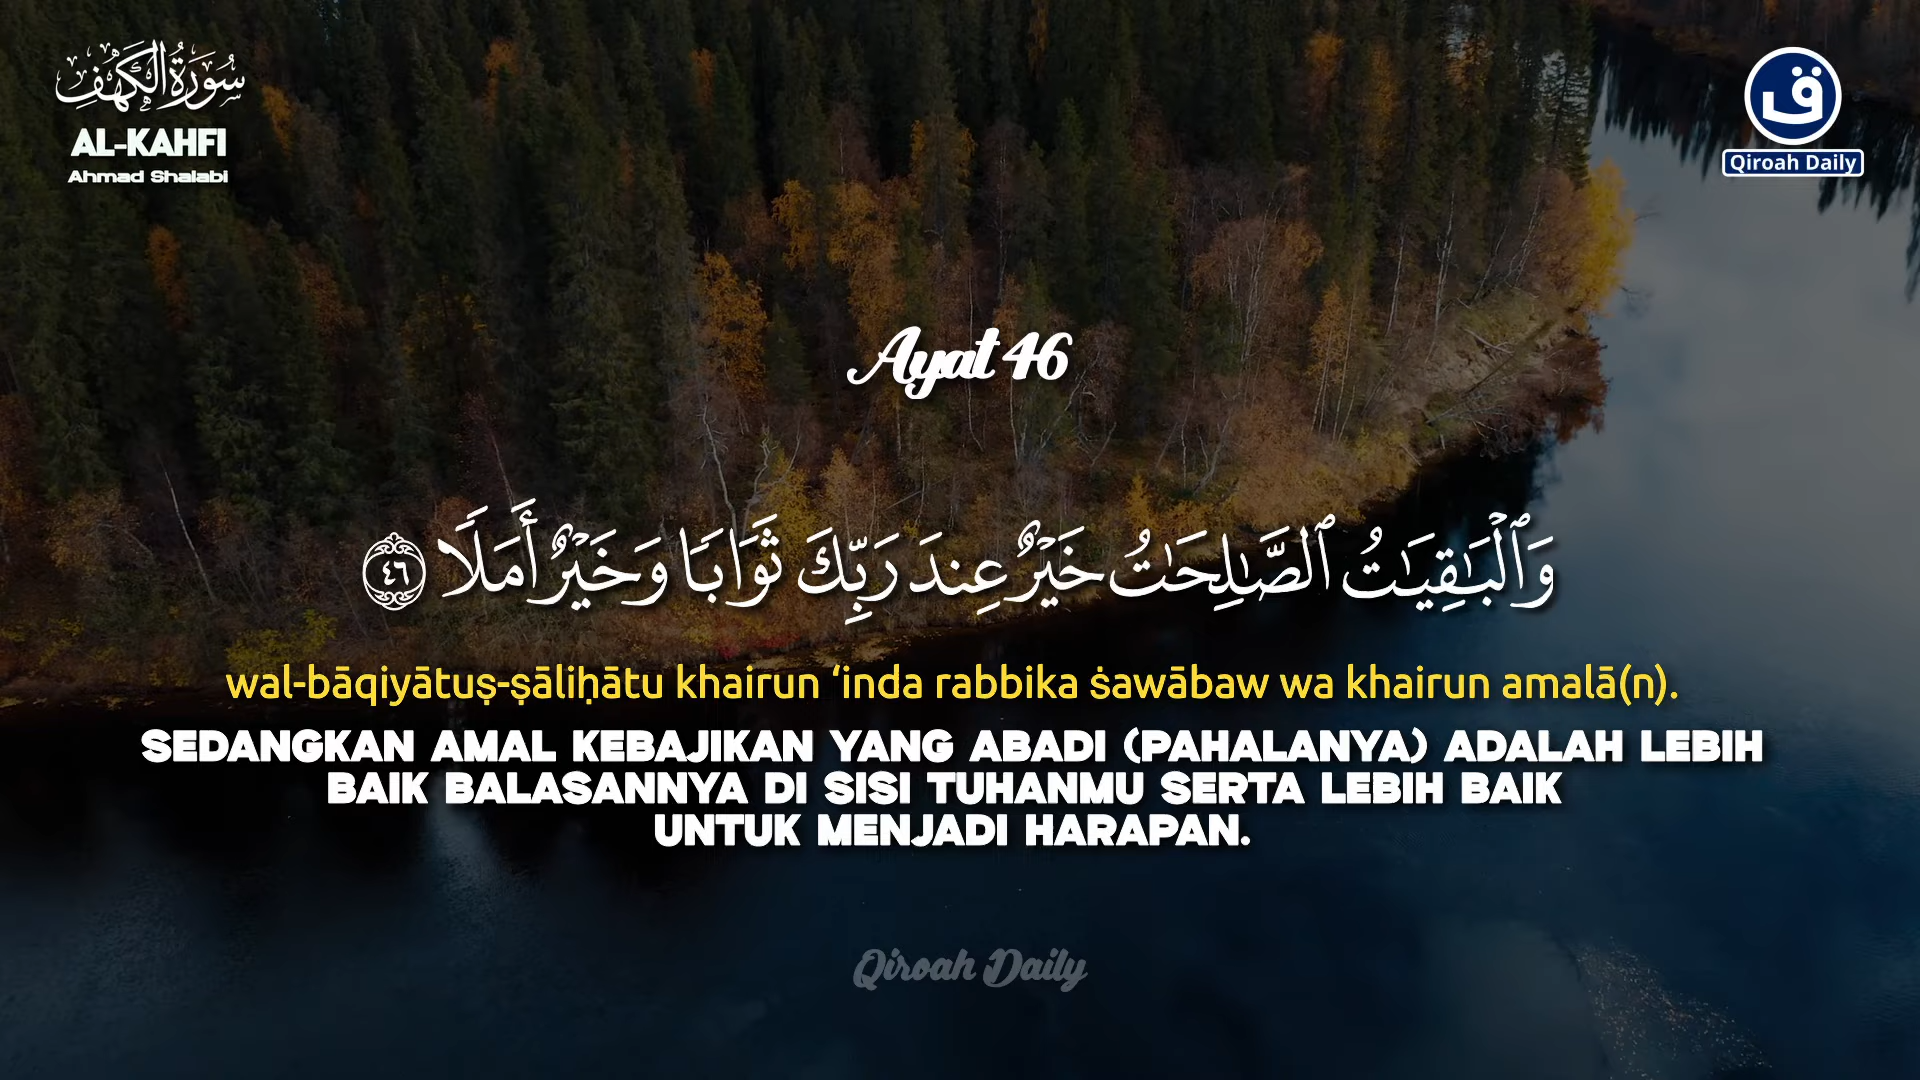 سُورَةُ الْكَهْفِ
AL-KAHFI
Ahmad Shalabi
ق
Qiroah Daily
Ayat 46
وَٱلْبَـٰقِيَـٰتُ ٱلصَّـٰلِحَـٰتُ خَيْرٌ عِندَ رَبِّكَ ثَوَابًا وَخَيْرٌ أَمَلًا ٤٦
wal-bāqiyātuṣ-ṣāliḥātu khairun ‘inda rabbika ṡawābaw wa khairun amalā(n).
SEDANGKAN AMAL KEBAJIKAN YANG ABADI (PAHALANYA) ADALAH LEBIH
BAIK BALASANNYA DI SISI TUHANMU SERTA LEBIH BAIK
UNTUK MENJADI HARAPAN.
Qiroah Daily